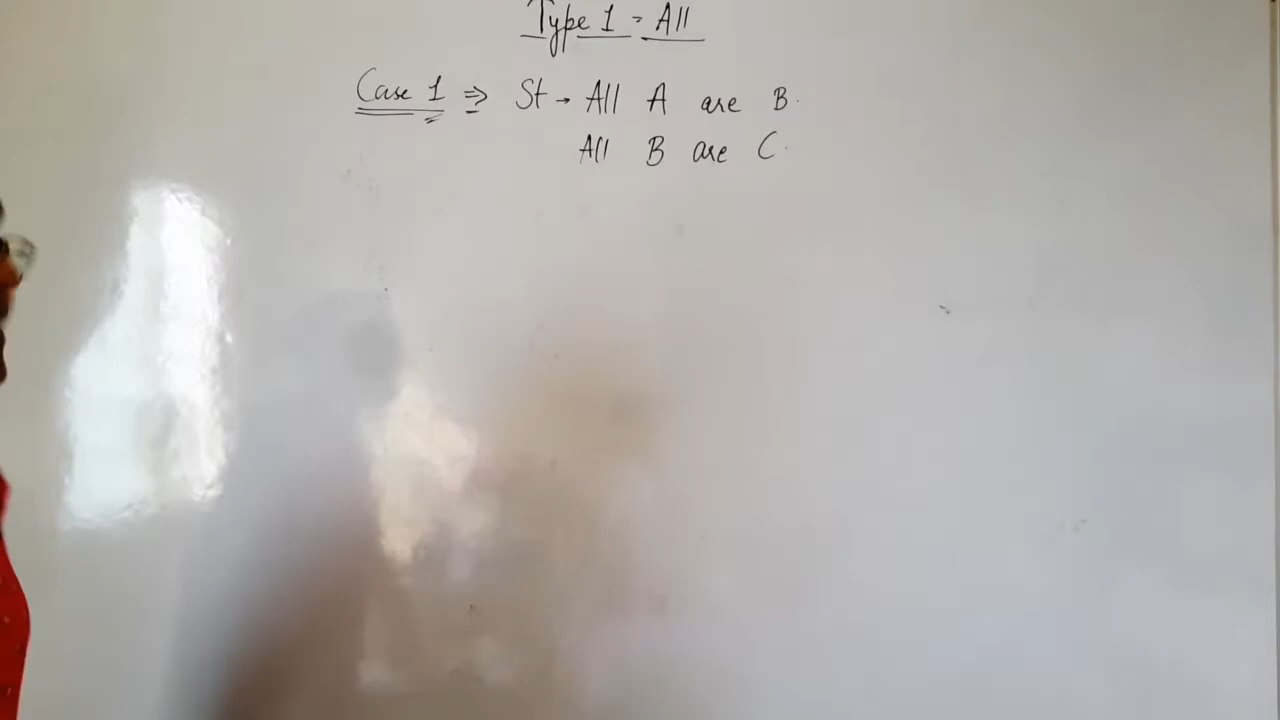 Type 1 - All
Case 1 ⇒ St → All A are B.
All B are C.